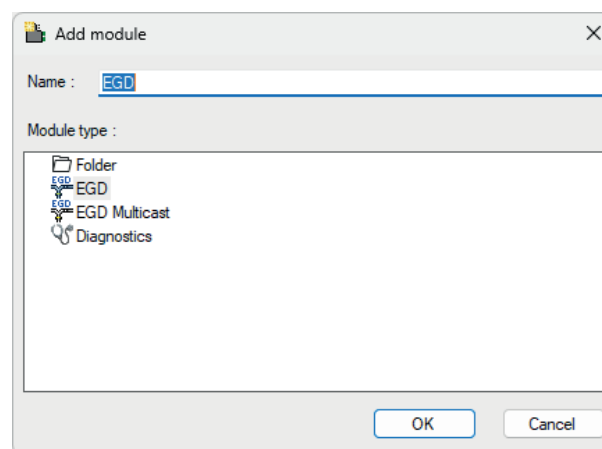 Add module
Name :
EGD
Module type :
Folder
EGD
EGD
EGD
EGD Multicast
Diagnostics
OK
Cancel